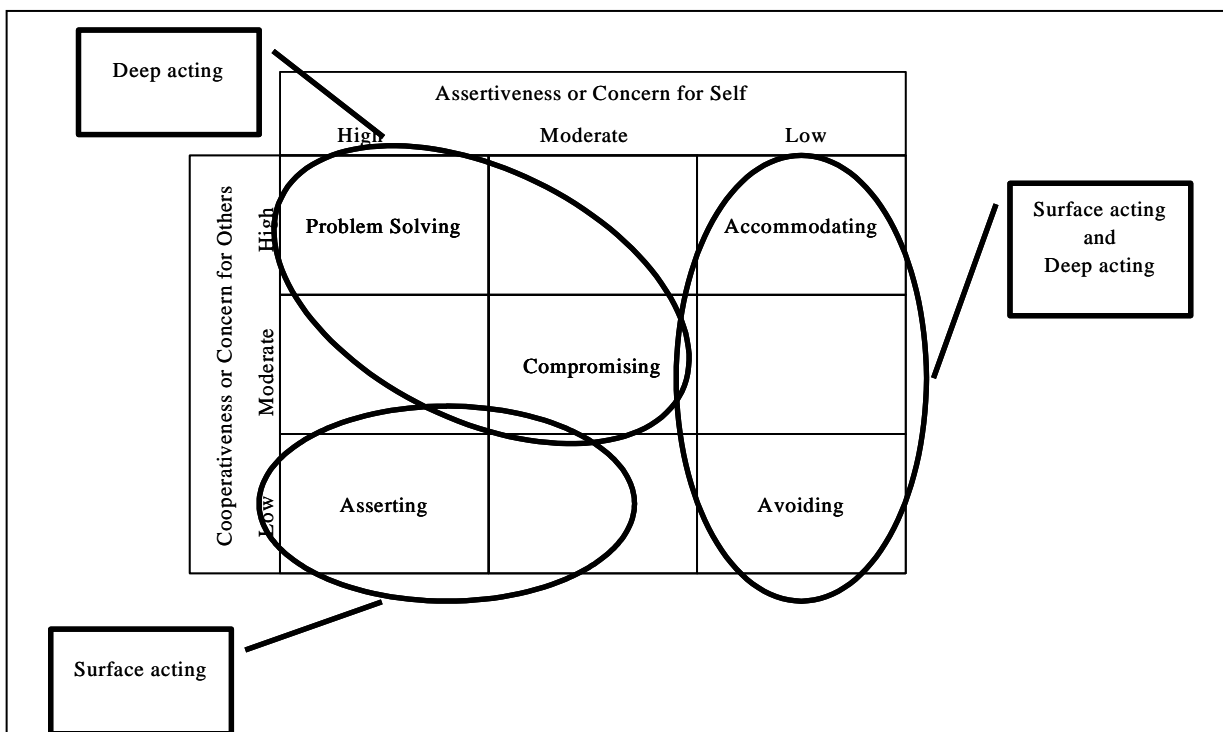 Deep acting
Assertiveness or Concern for Self
High Moderate Low
Cooperativeness or Concern for Others
High
Problem Solving
Accommodating
Surface acting
and
Deep acting
Moderate
Compromising
Low
Asserting
Avoiding
Surface acting